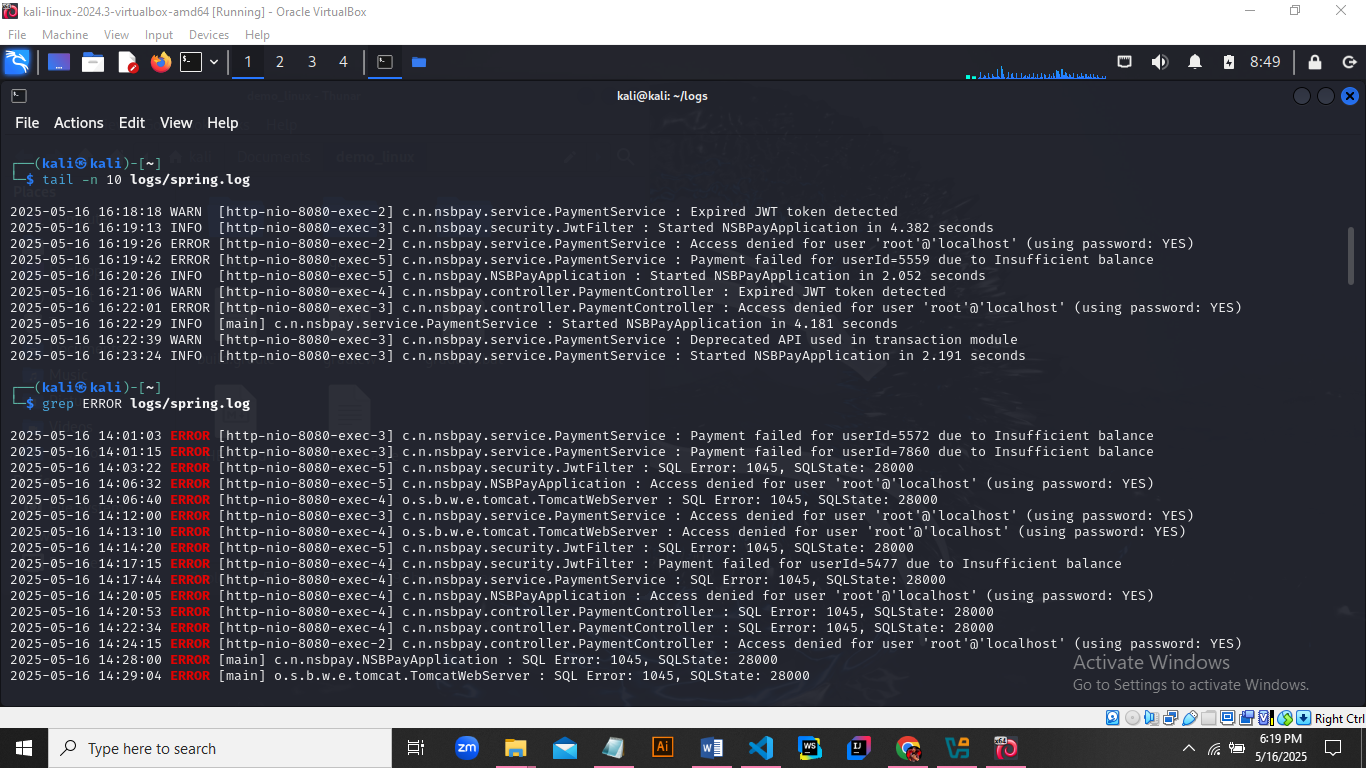 kali-linux-2024.3-virtualbox-amd64 [Running] - Oracle VirtualBox
File Machine View Input Devices Help
1 2 3 4 8:49
kali@kali: ~/logs
File Actions Edit View Help
┌──(kali㉿kali)-[~]
└─$ tail -n 10 logs/spring.log
2025-05-16 16:18:18 WARN [http-nio-8080-exec-2] c.n.nsbpay.service.PaymentService : Expired JWT token detected
2025-05-16 16:19:13 INFO [http-nio-8080-exec-3] c.n.nsbpay.security.JwtFilter : Started NSBPayApplication in 4.382 seconds
2025-05-16 16:19:26 ERROR [http-nio-8080-exec-2] c.n.nsbpay.service.PaymentService : Access denied for user 'root'@'localhost' (using password: YES)
2025-05-16 16:19:42 ERROR [http-nio-8080-exec-5] c.n.nsbpay.service.PaymentService : Payment failed for userId=5559 due to Insufficient balance
2025-05-16 16:20:26 INFO [http-nio-8080-exec-5] c.n.nsbpay.NSBPayApplication : Started NSBPayApplication in 2.052 seconds
2025-05-16 16:21:06 WARN [http-nio-8080-exec-4] c.n.nsbpay.controller.PaymentController : Expired JWT token detected
2025-05-16 16:22:01 ERROR [http-nio-8080-exec-3] c.n.nsbpay.controller.PaymentController : Access denied for user 'root'@'localhost' (using password: YES)
2025-05-16 16:22:29 INFO [main] c.n.nsbpay.service.PaymentService : Started NSBPayApplication in 4.181 seconds
2025-05-16 16:22:39 WARN [http-nio-8080-exec-5] c.n.nsbpay.service.PaymentService : Deprecated API used in transaction module
2025-05-16 16:23:24 INFO [http-nio-8080-exec-3] c.n.nsbpay.service.PaymentService : Started NSBPayApplication in 2.191 seconds
┌──(kali㉿kali)-[~]
└─$ grep ERROR logs/spring.log
2025-05-16 14:01:03 ERROR [http-nio-8080-exec-3] c.n.nsbpay.service.PaymentService : Payment failed for userId=5572 due to Insufficient balance
2025-05-16 14:01:15 ERROR [http-nio-8080-exec-3] c.n.nsbpay.service.PaymentService : Payment failed for userId=7860 due to Insufficient balance
2025-05-16 14:03:22 ERROR [http-nio-8080-exec-5] c.n.nsbpay.security.JwtFilter : SQL Error: 1045, SQLState: 28000
2025-05-16 14:06:32 ERROR [http-nio-8080-exec-5] c.n.nsbpay.NSBPayApplication : Access denied for user 'root'@'localhost' (using password: YES)
2025-05-16 14:06:40 ERROR [http-nio-8080-exec-4] o.s.b.w.e.tomcat.TomcatWebServer : SQL Error: 1045, SQLState: 28000
2025-05-16 14:12:00 ERROR [http-nio-8080-exec-3] c.n.nsbpay.service.PaymentService : Access denied for user 'root'@'localhost' (using password: YES)
2025-05-16 14:13:10 ERROR [http-nio-8080-exec-4] o.s.b.w.e.tomcat.TomcatWebServer : Access denied for user 'root'@'localhost' (using password: YES)
2025-05-16 14:14:20 ERROR [http-nio-8080-exec-5] c.n.nsbpay.security.JwtFilter : SQL Error: 1045, SQLState: 28000
2025-05-16 14:17:15 ERROR [http-nio-8080-exec-4] c.n.nsbpay.security.JwtFilter : Payment failed for userId=5477 due to Insufficient balance
2025-05-16 14:17:44 ERROR [http-nio-8080-exec-4] c.n.nsbpay.service.PaymentService : SQL Error: 1045, SQLState: 28000
2025-05-16 14:20:05 ERROR [http-nio-8080-exec-4] c.n.nsbpay.NSBPayApplication : Access denied for user 'root'@'localhost' (using password: YES)
2025-05-16 14:20:53 ERROR [http-nio-8080-exec-4] c.n.nsbpay.controller.PaymentController : SQL Error: 1045, SQLState: 28000
2025-05-16 14:22:34 ERROR [http-nio-8080-exec-4] c.n.nsbpay.controller.PaymentController : SQL Error: 1045, SQLState: 28000
2025-05-16 14:24:15 ERROR [http-nio-8080-exec-2] c.n.nsbpay.controller.PaymentController : Access denied for user 'root'@'localhost' (using password: YES)
2025-05-16 14:28:00 ERROR [main] c.n.nsbpay.NSBPayApplication : SQL Error: 1045, SQLState: 28000
2025-05-16 14:29:04 ERROR [main] o.s.b.w.e.tomcat.TomcatWebServer : SQL Error: 1045, SQLState: 28000
Activate Windows
Go to Settings to activate Windows.
Right Ctrl
Type here to search
6:19 PM
5/16/2025